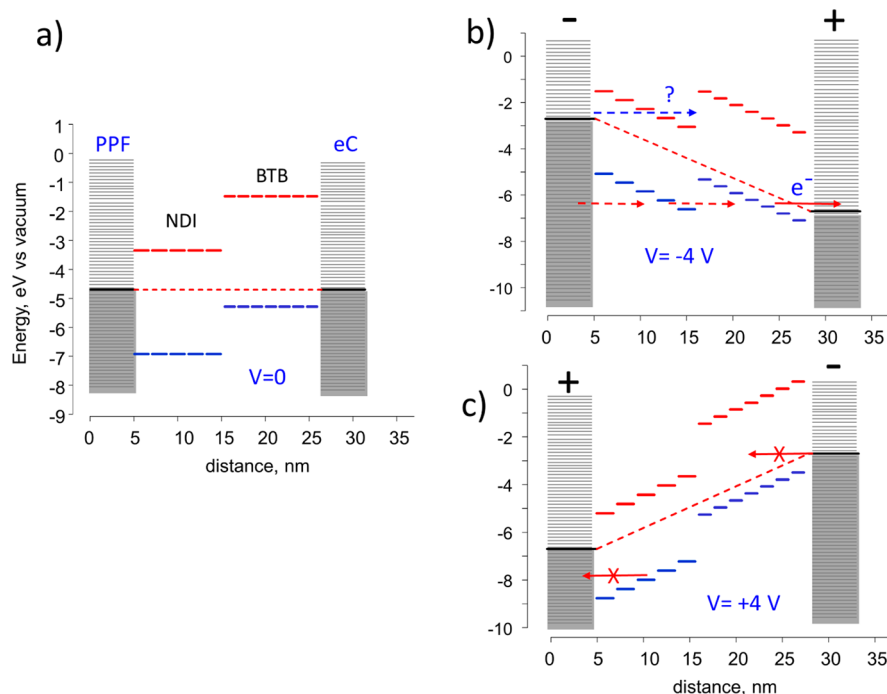 a)
Energy, eV vs vacuum
1
0
-1
-2
-3
-4
-5
-6
-7
-8
-9
PPF
NDI
BTB
eC
V=0
0 5 10 15 20 25 30 35
distance, nm
b)
-
+
0
-2
-4
-6
-8
-10
?
e-
V= -4 V
0 5 10 15 20 25 30 35
c)
+
-
0
-2
-4
-6
-8
-10
X
X
V= +4 V
0 5 10 15 20 25 30 35
distance, nm